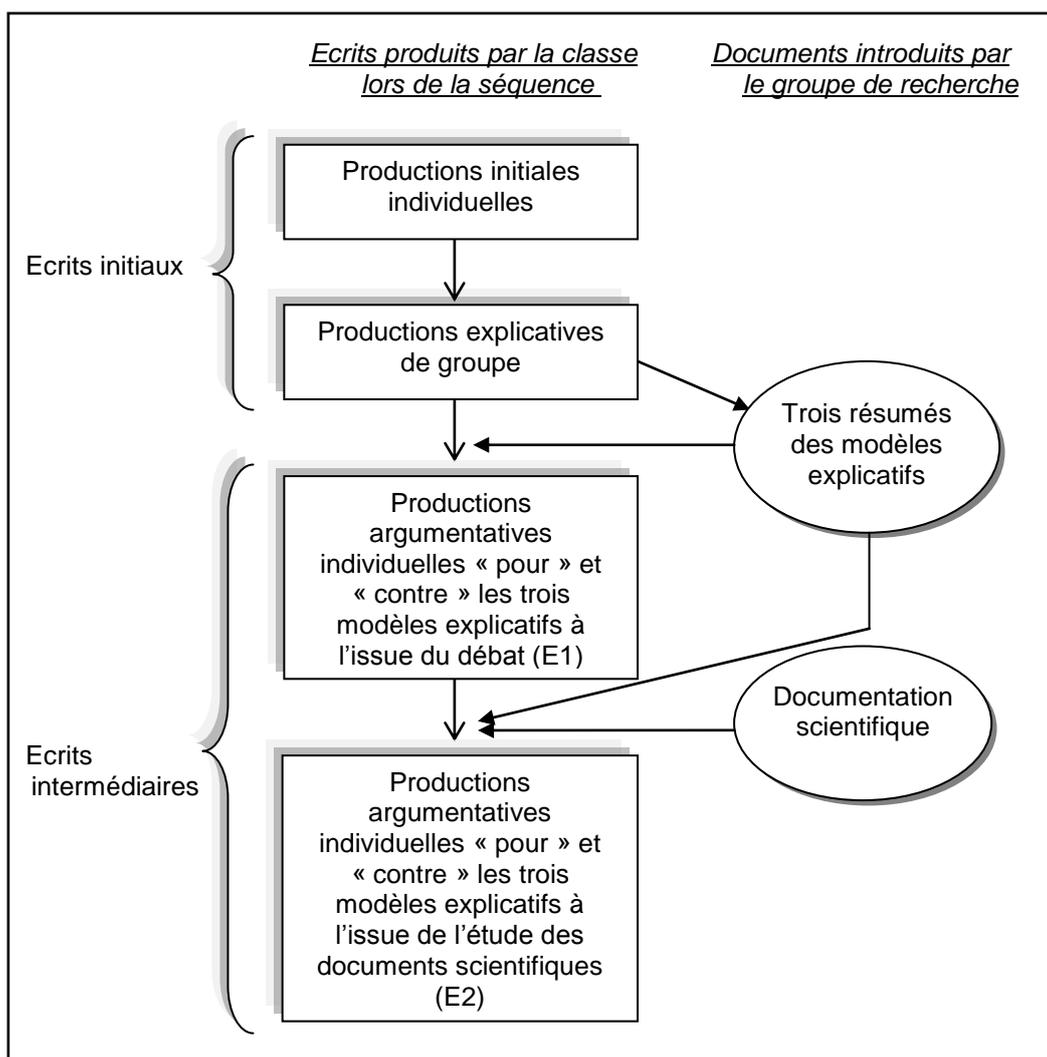 Ecrits produits par la classe
lors de la séquence
Documents introduits par
le groupe de recherche
Productions initiales
individuelles
Ecrits initiaux
Productions explicatives
de groupe
Trois résumés
des modèles
explicatifs
Productions
argumentatives
individuelles « pour » et
« contre » les trois
modèles explicatifs à
l’issue du débat (E1)
Documentation
scientifique
Ecrits
intermédiaires
Productions
argumentatives
individuelles « pour » et
« contre » les trois
modèles explicatifs à
l’issue de l’étude des
documents scientifiques
(E2)